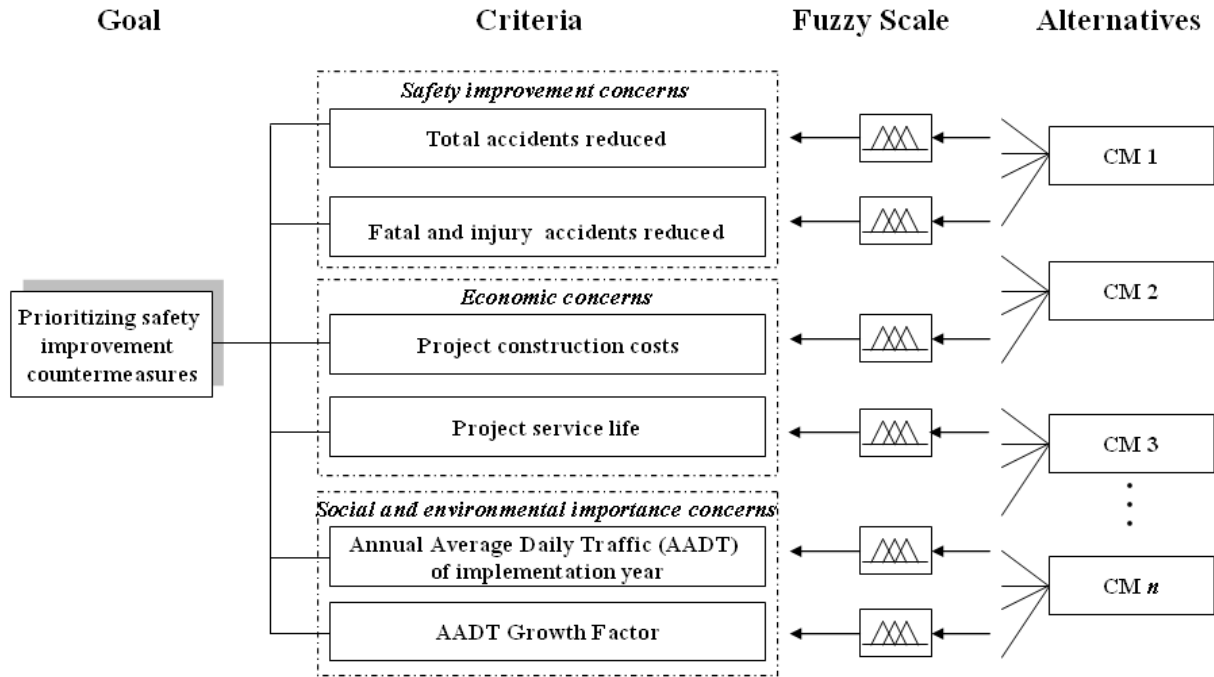 Goal
Criteria
Fuzzy Scale
Alternatives
Safety improvement concerns
Total accidents reduced
Fatal and injury accidents reduced
Economic concerns
Project construction costs
Project service life
Social and environmental importance concerns
Annual Average Daily Traffic (AADT)
of implementation year
AADT Growth Factor
Prioritizing safety
improvement
countermeasures
CM 1
CM 2
CM 3
CM n